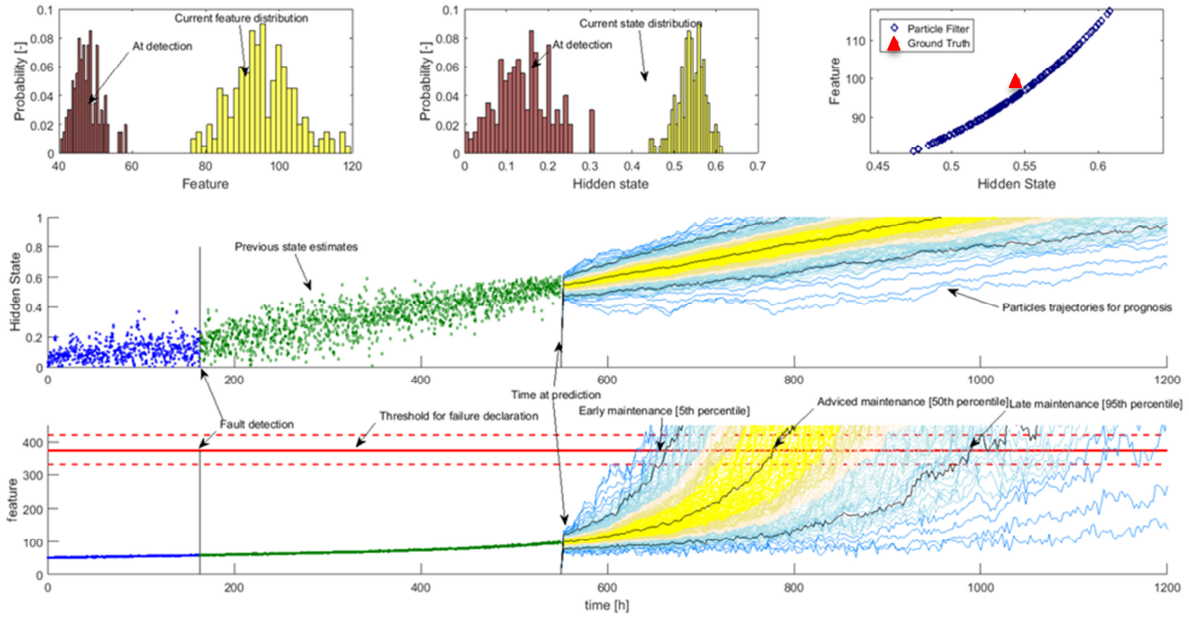 0.1
0.08
0.06
0.04
0.02
0
Probability [-]
Current feature distribution
At detection
40
60
80
100
120
Feature
0.1
0.08
0.06
0.04
0.02
0
Probability [-]
Current state distribution
At detection
0
0.1
0.2
0.3
0.4
0.5
0.6
0.7
Hidden state
Particle Filter
Ground Truth
110
100
90
Feature
0.45
0.5
0.55
0.6
Hidden State
1
0.8
0.6
0.4
0.2
0
Hidden State
Previous state estimates
Particles trajectories for prognosis
0
200
400
600
800
1000
1200
Time at prediction
Fault detection
Threshold for failure declaration
Early maintenance [5th percentile]
Adviced maintenance [50th percentile]
Late maintenance [95th percentile]
400
300
200
100
0
feature
0
200
400
600
800
1000
1200
time [h]